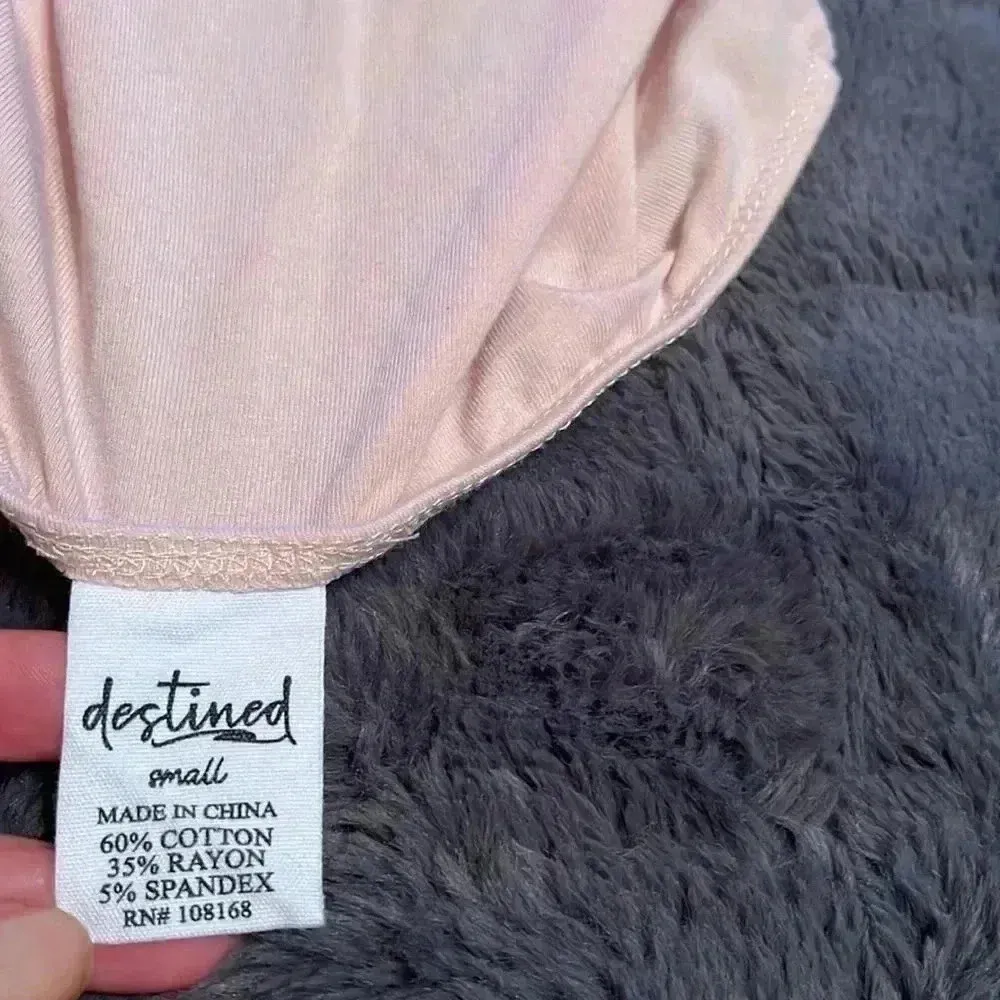 destined
small
MADE IN CHINA
60% COTTON
35% RAYON
5% SPANDEX
RN# 108168